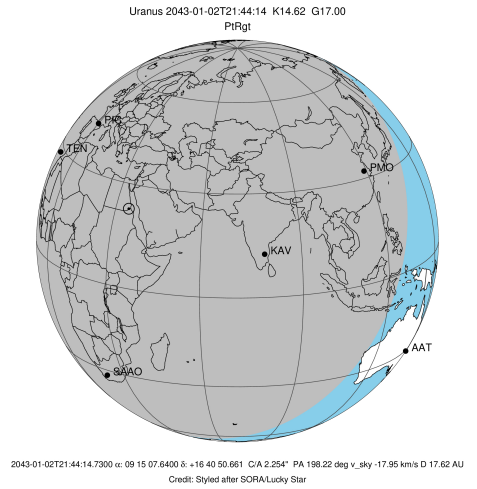 Uranus 2043-01-02T21:44:14 K14.62 G17.00
PtRgt
PIC
TEN
PMO
KAV
AAT
SAAO
2043-01-02T21:44:14.7300 α: 09 15 07.6400 δ: +16 40 50.661 C/A 2.254" PA 198.22 deg v_sky -17.95 km/s D 17.62 AU
Credit: Styled after SORA/Lucky Star